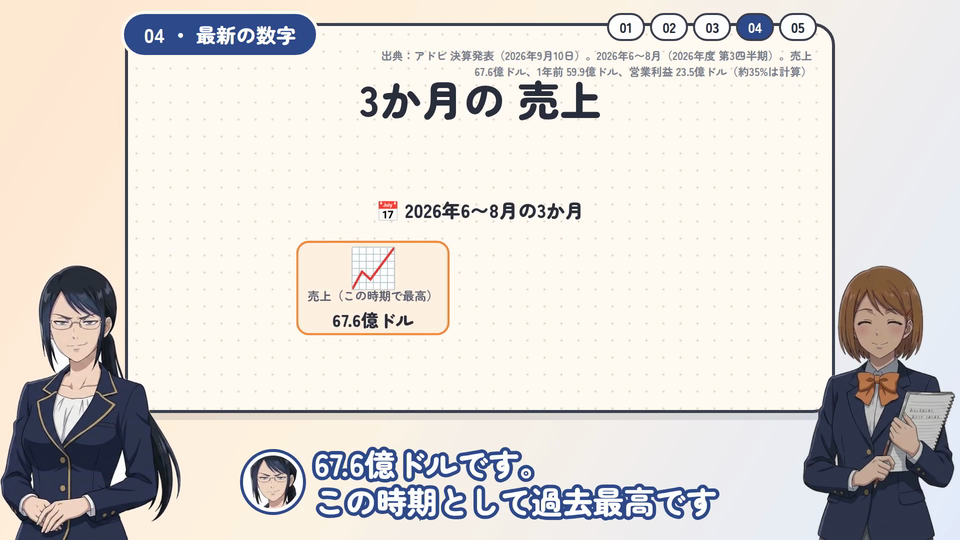 04 ・ 最新の数字
01 02 03 04 05
出典：アドビ 決算発表（2026年9月10日）。2026年6〜8月（2026年度 第3四半期）。売上
67.6億ドル、1年前 59.9億ドル、営業利益 23.5億ドル（約35%は計算）
3か月の 売上
July 17 2026年6〜8月の3か月
売上（この時期で最高）
67.6億ドル
67.6億ドルです。
この時期として過去最高です